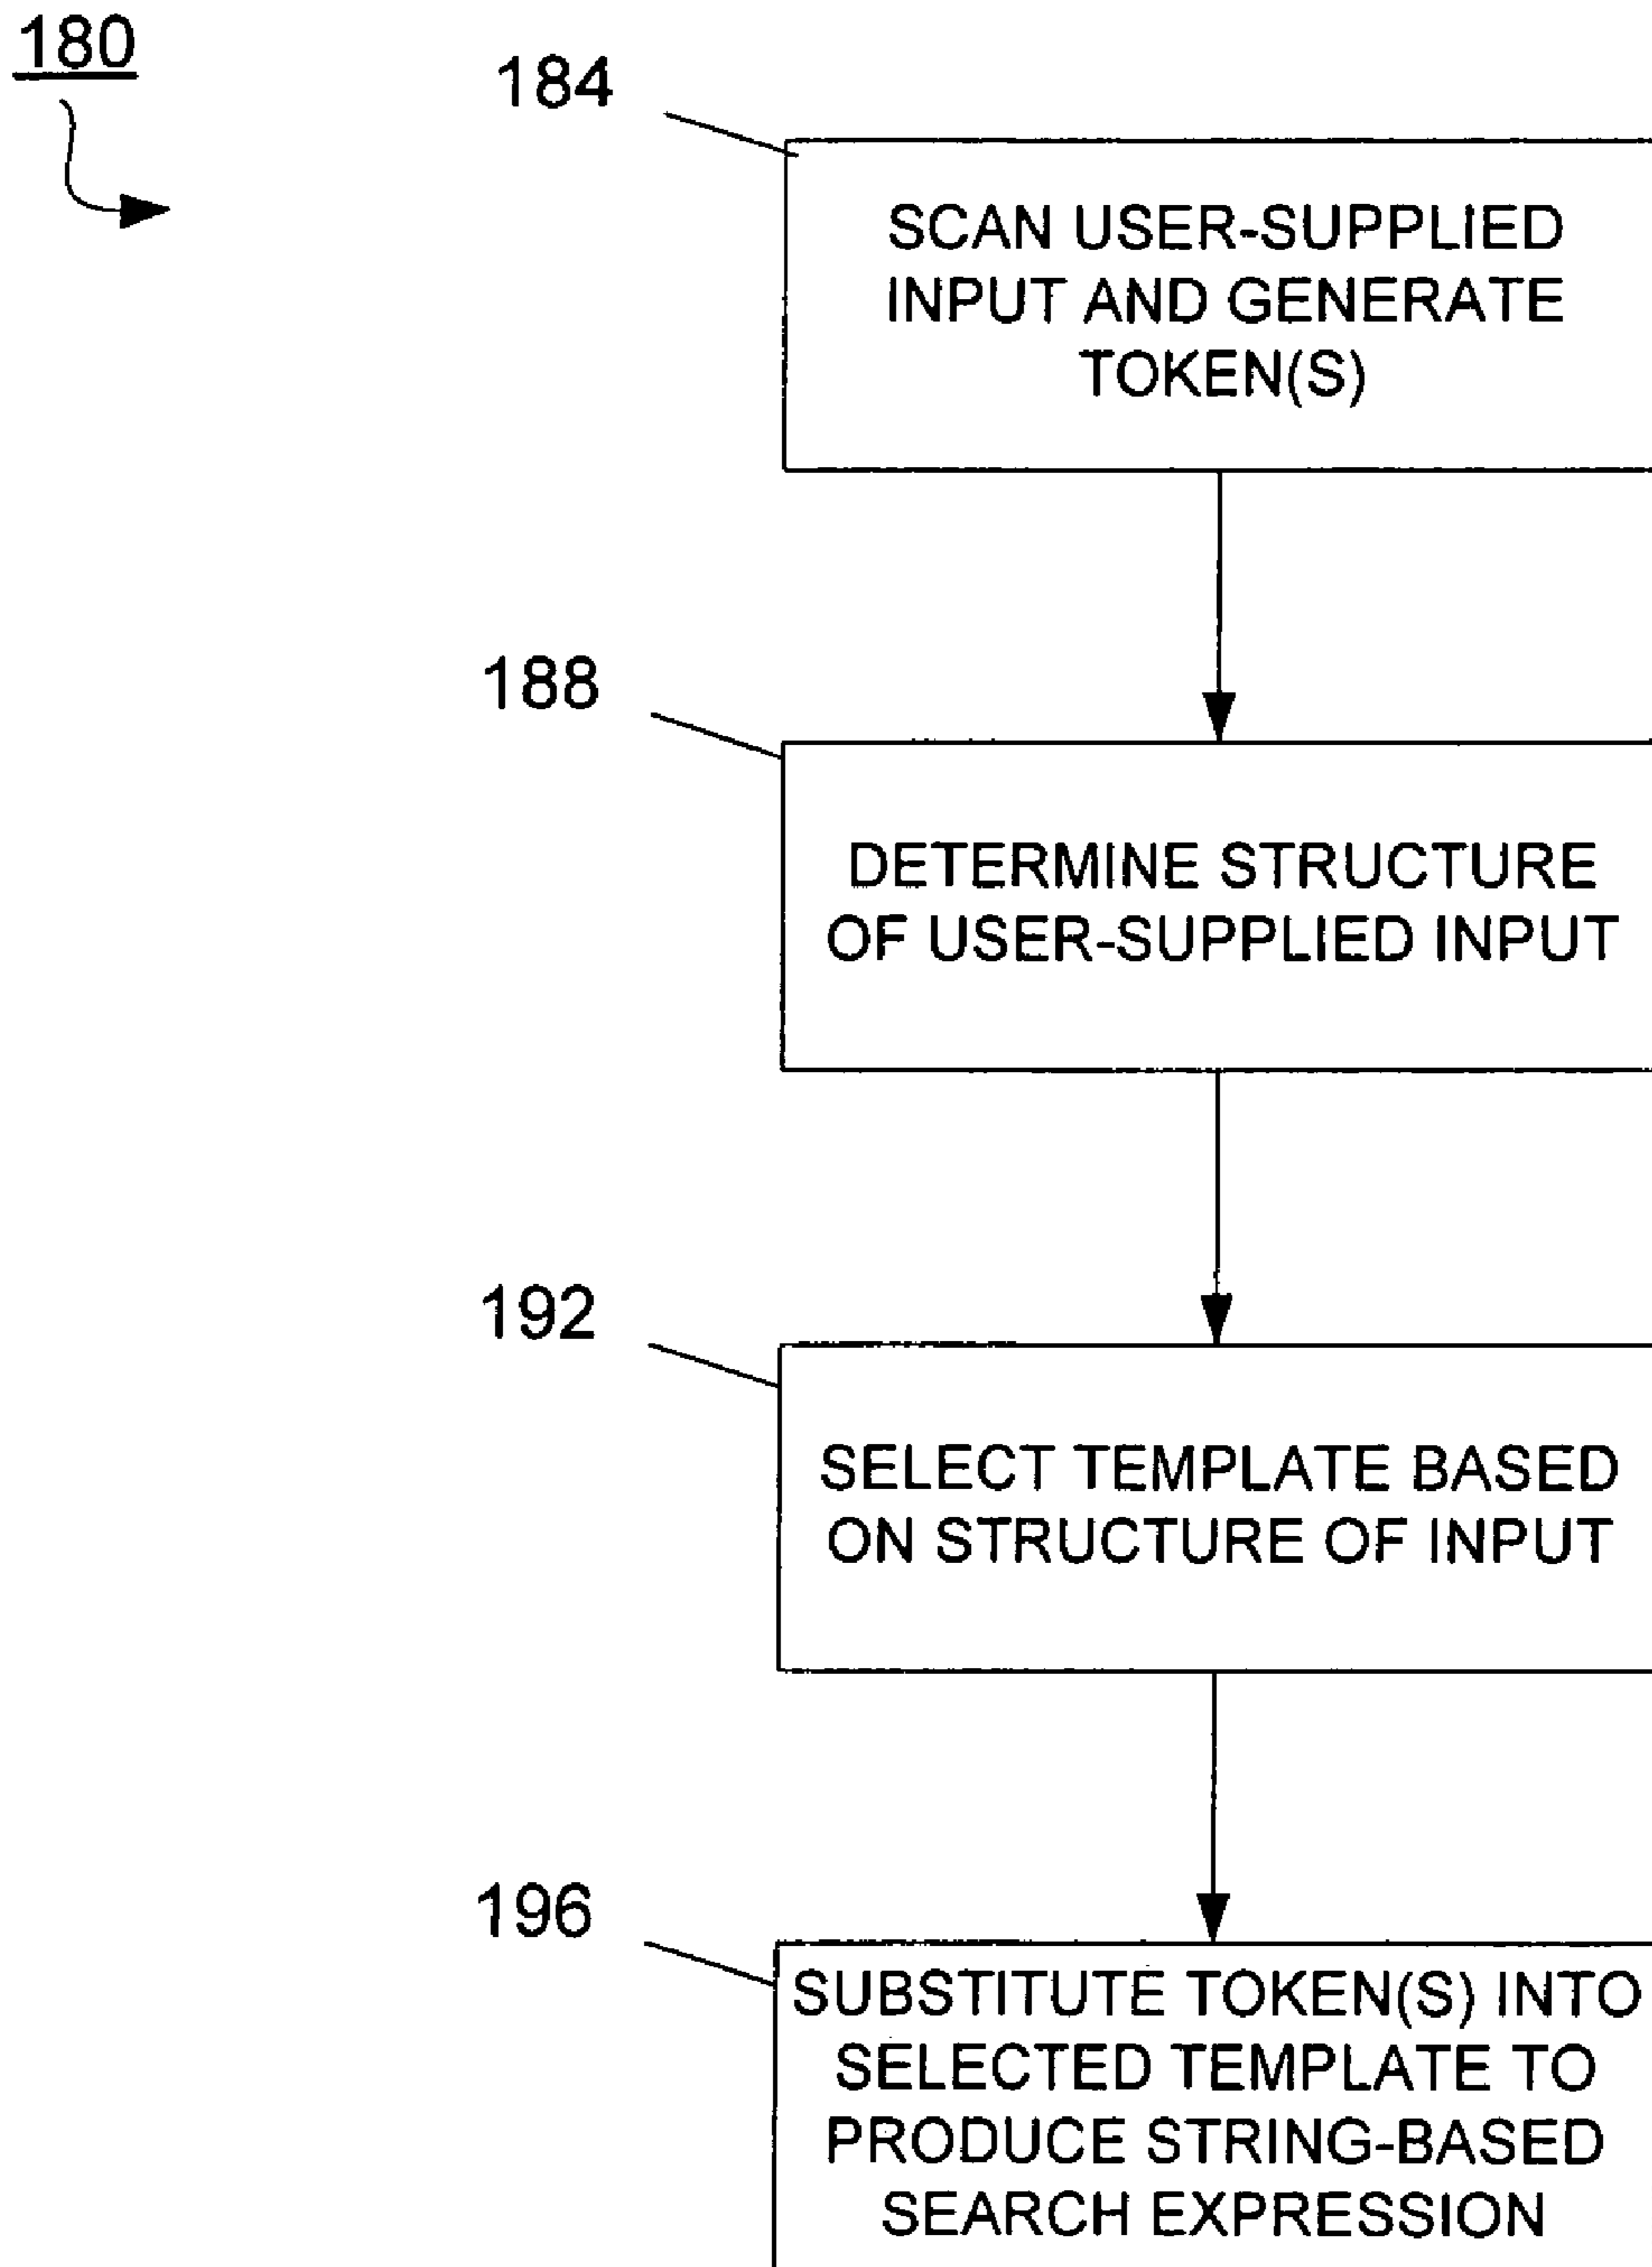 180
184
SCAN USER-SUPPLIED
INPUT AND GENERATE
TOKEN(S)
188
DETERMINE STRUCTURE
OF USER-SUPPLIED INPUT
192
SELECT TEMPLATE BASED
ON STRUCTURE OF INPUT
196
SUBSTITUTE TOKEN(S) INTO
SELECTED TEMPLATE TO
PRODUCE STRING-BASED
SEARCH EXPRESSION